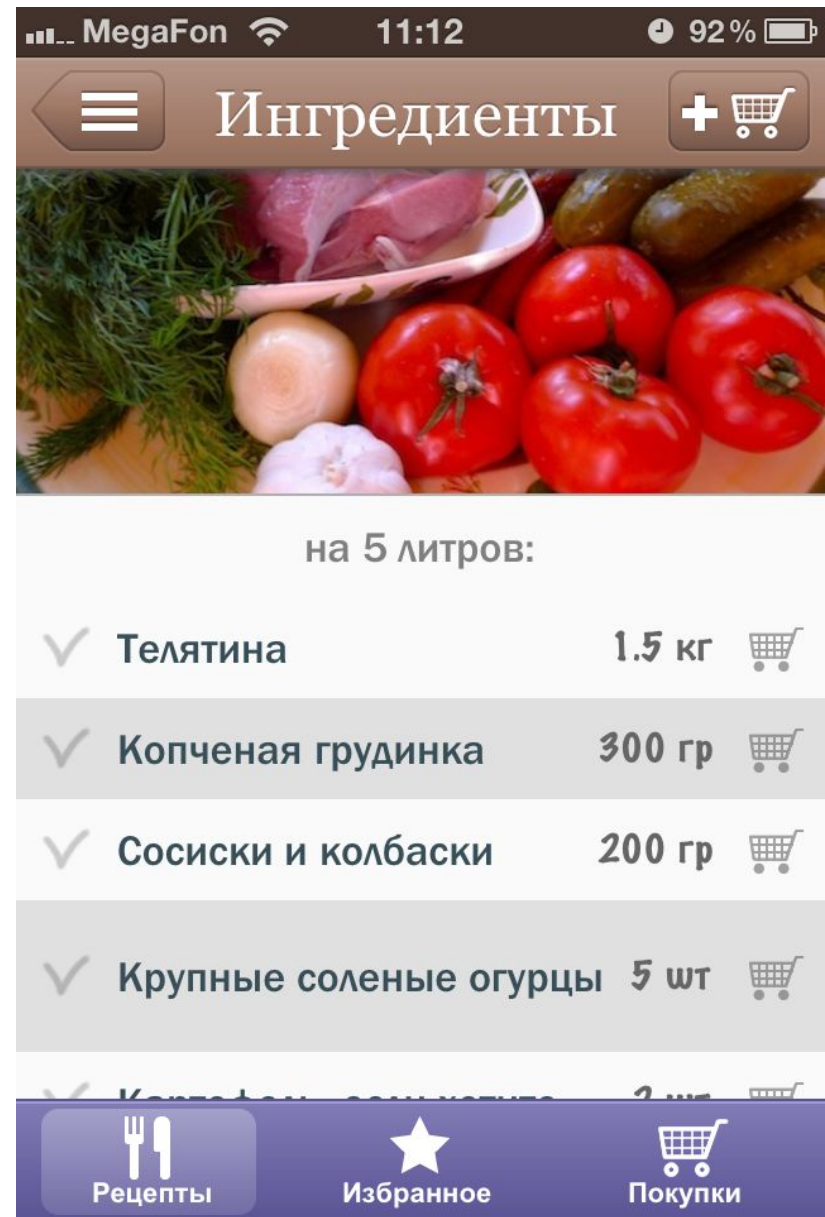 MegaFon 11:12 92%
Ингредиенты
на 5 литров:
Телятина 1.5 кг
Копченая грудинка 300 гр
Сосиски и колбаски 200 гр
Крупные соленые огурцы 5 шт
Рецепты Избранное Покупки